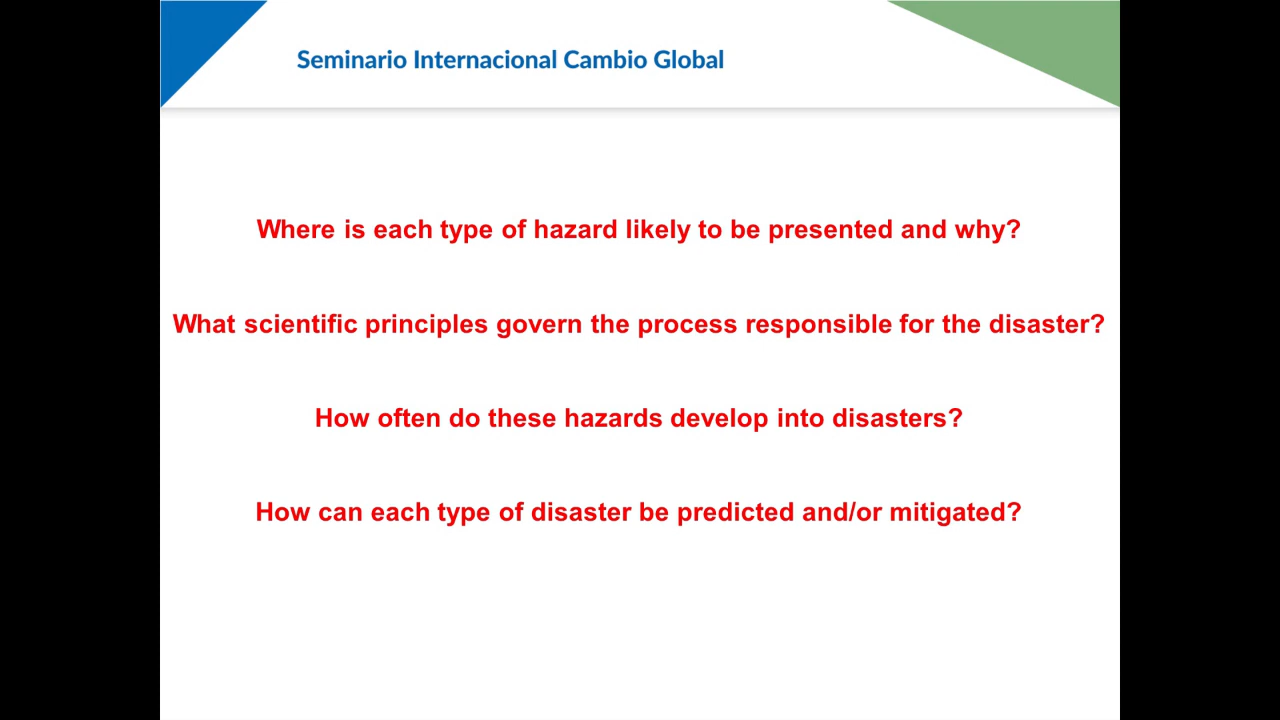 Seminario Internacional Cambio Global
Where is each type of hazard likely to be presented and why?
What scientific principles govern the process responsible for the disaster?
How often do these hazards develop into disasters?
How can each type of disaster be predicted and/or mitigated?